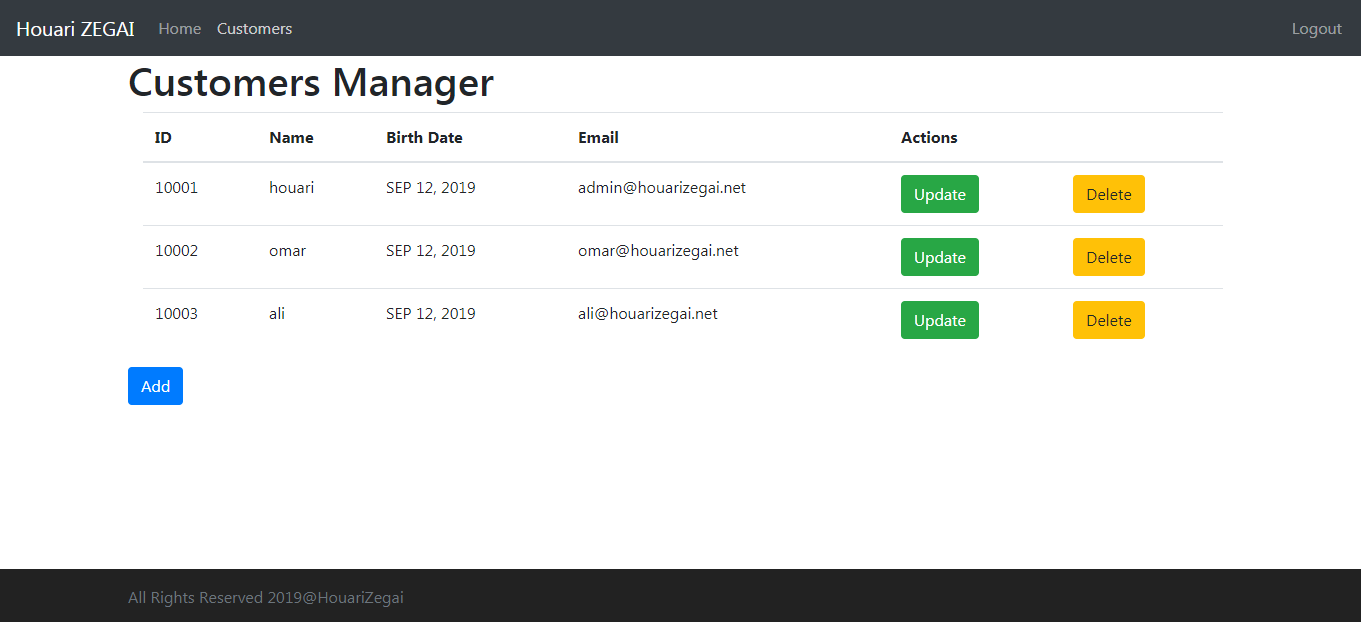 Houari ZEGAI Home Customers Logout
Customers Manager
ID Name Birth Date Email Actions
10001 houari SEP 12, 2019 admin@houarizegai.net Update Delete
10002 omar SEP 12, 2019 omar@houarizegai.net Update Delete
10003 ali SEP 12, 2019 ali@houarizegai.net Update Delete
Add
All Rights Reserved 2019@HouariZegai